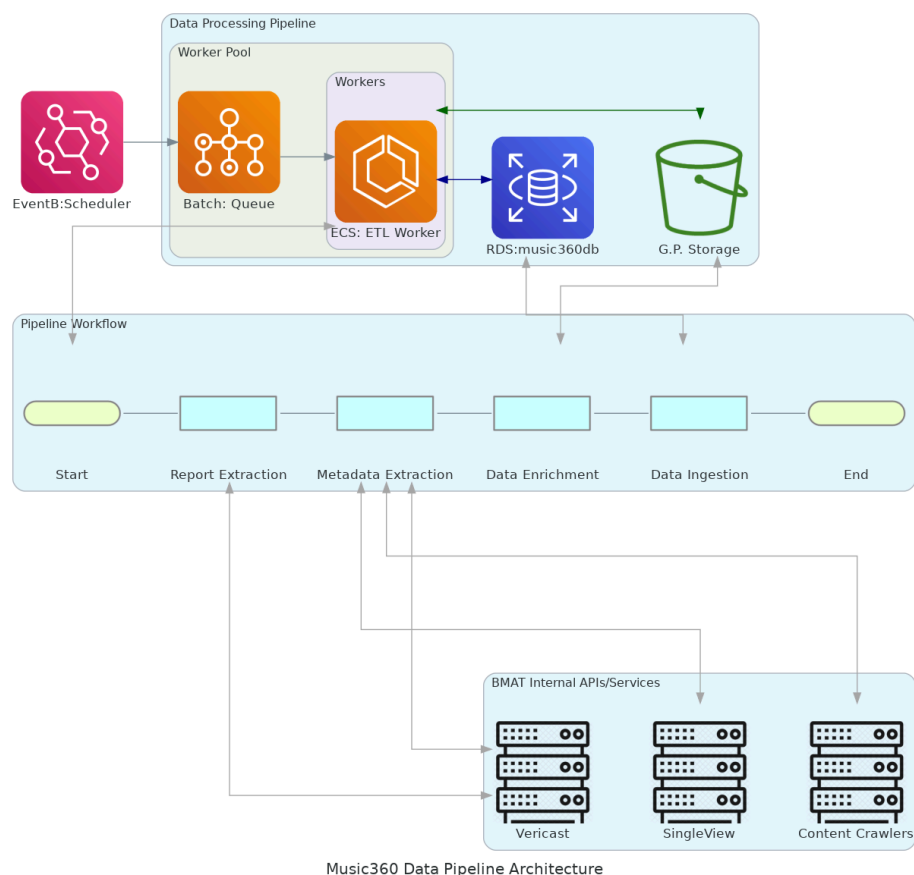 Data Processing Pipeline
Worker Pool
Workers
EventB:Scheduler
Batch: Queue
ECS: ETL Worker
RDS:music360db
G.P. Storage
Pipeline Workflow
Start
Report Extraction
Metadata Extraction
Data Enrichment
Data Ingestion
End
BMAT Internal APIs/Services
Vericast
SingleView
Content Crawlers
Music360 Data Pipeline Architecture